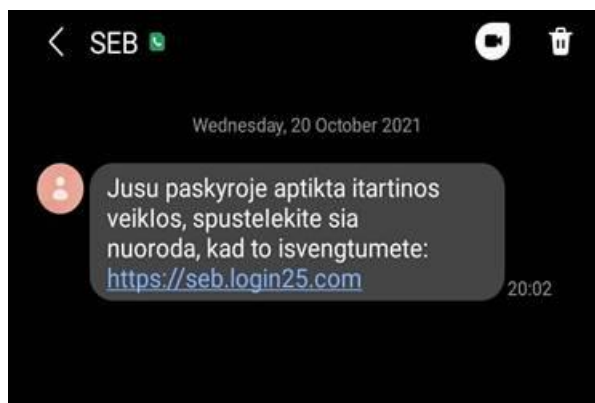 SEB
Wednesday, 20 October 2021
Jusu paskyroje aptikta itartinos
veiklos, spustelekite sia
nuoroda, kad to isvengtumete:
https://seb.login25.com
20:02